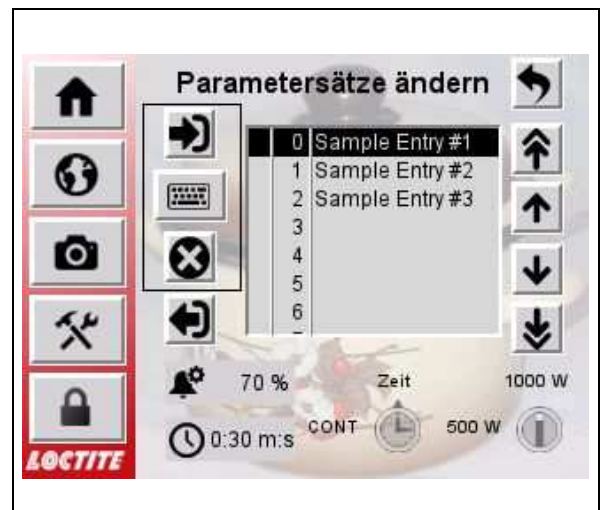 Parametersätze ändern
0 Sample Entry #1
1 Sample Entry #2
2 Sample Entry #3
3
4
5
6
70 % Zeit 1000 W
0:30 m:s CONT 500 W
LOCTITE